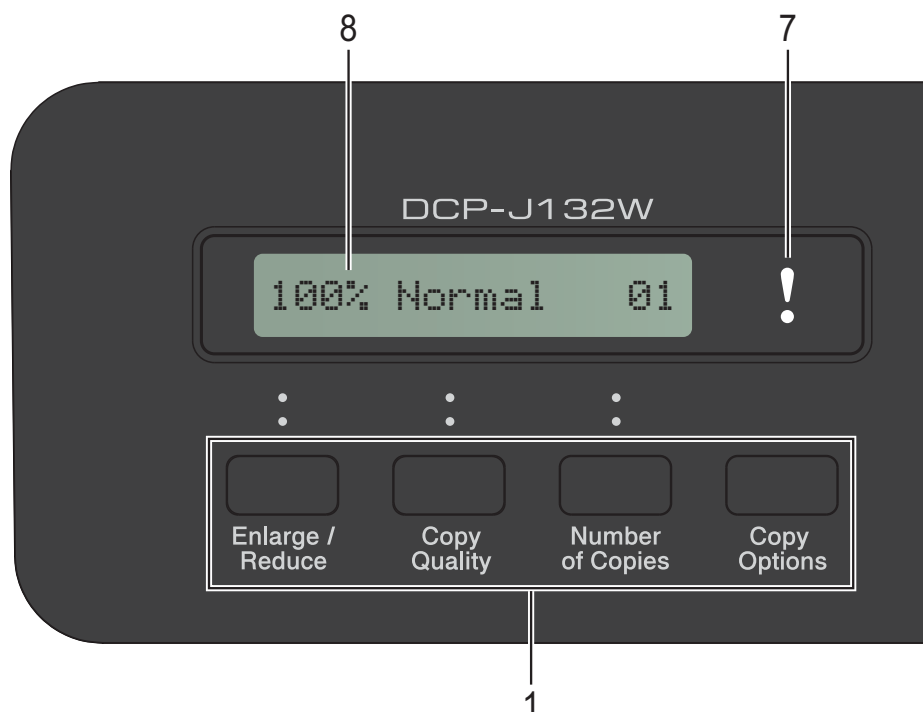 8 7
DCP-J132W
100% Normal 01
!
Enlarge / Reduce
Copy Quality
Number of Copies
Copy Options
1